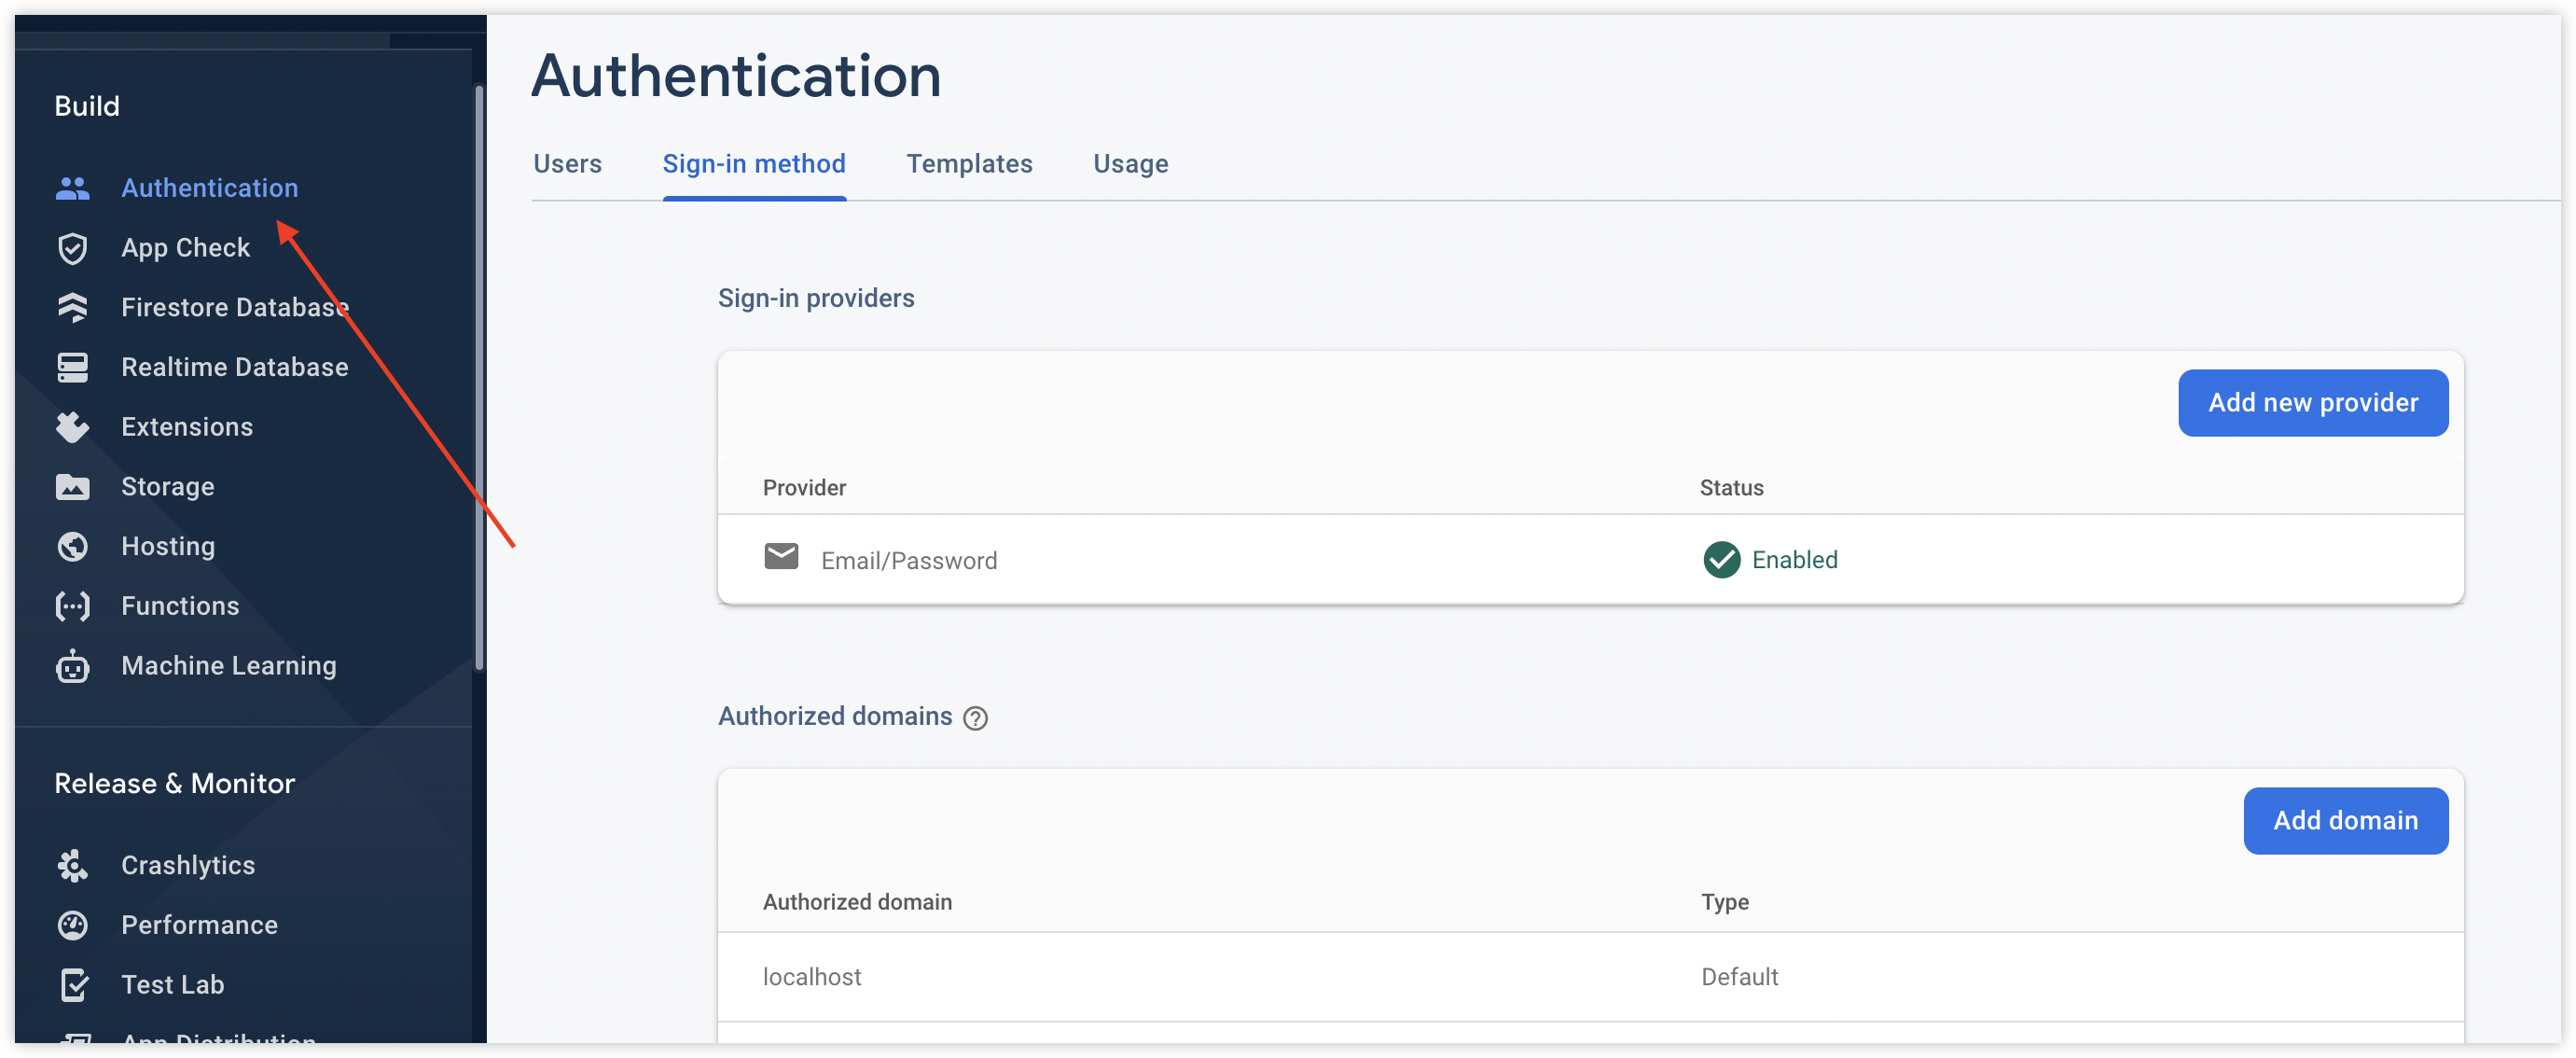 Build
Authentication
App Check
Firestore Database
Realtime Database
Extensions
Storage
Hosting
Functions
Machine Learning
Release & Monitor
Crashlytics
Performance
Test Lab
App Distribution
Authentication
Users Sign-in method Templates Usage
Sign-in providers
Add new provider
Provider Status
Email/Password Enabled
Authorized domains
Add domain
Authorized domain Type
localhost Default